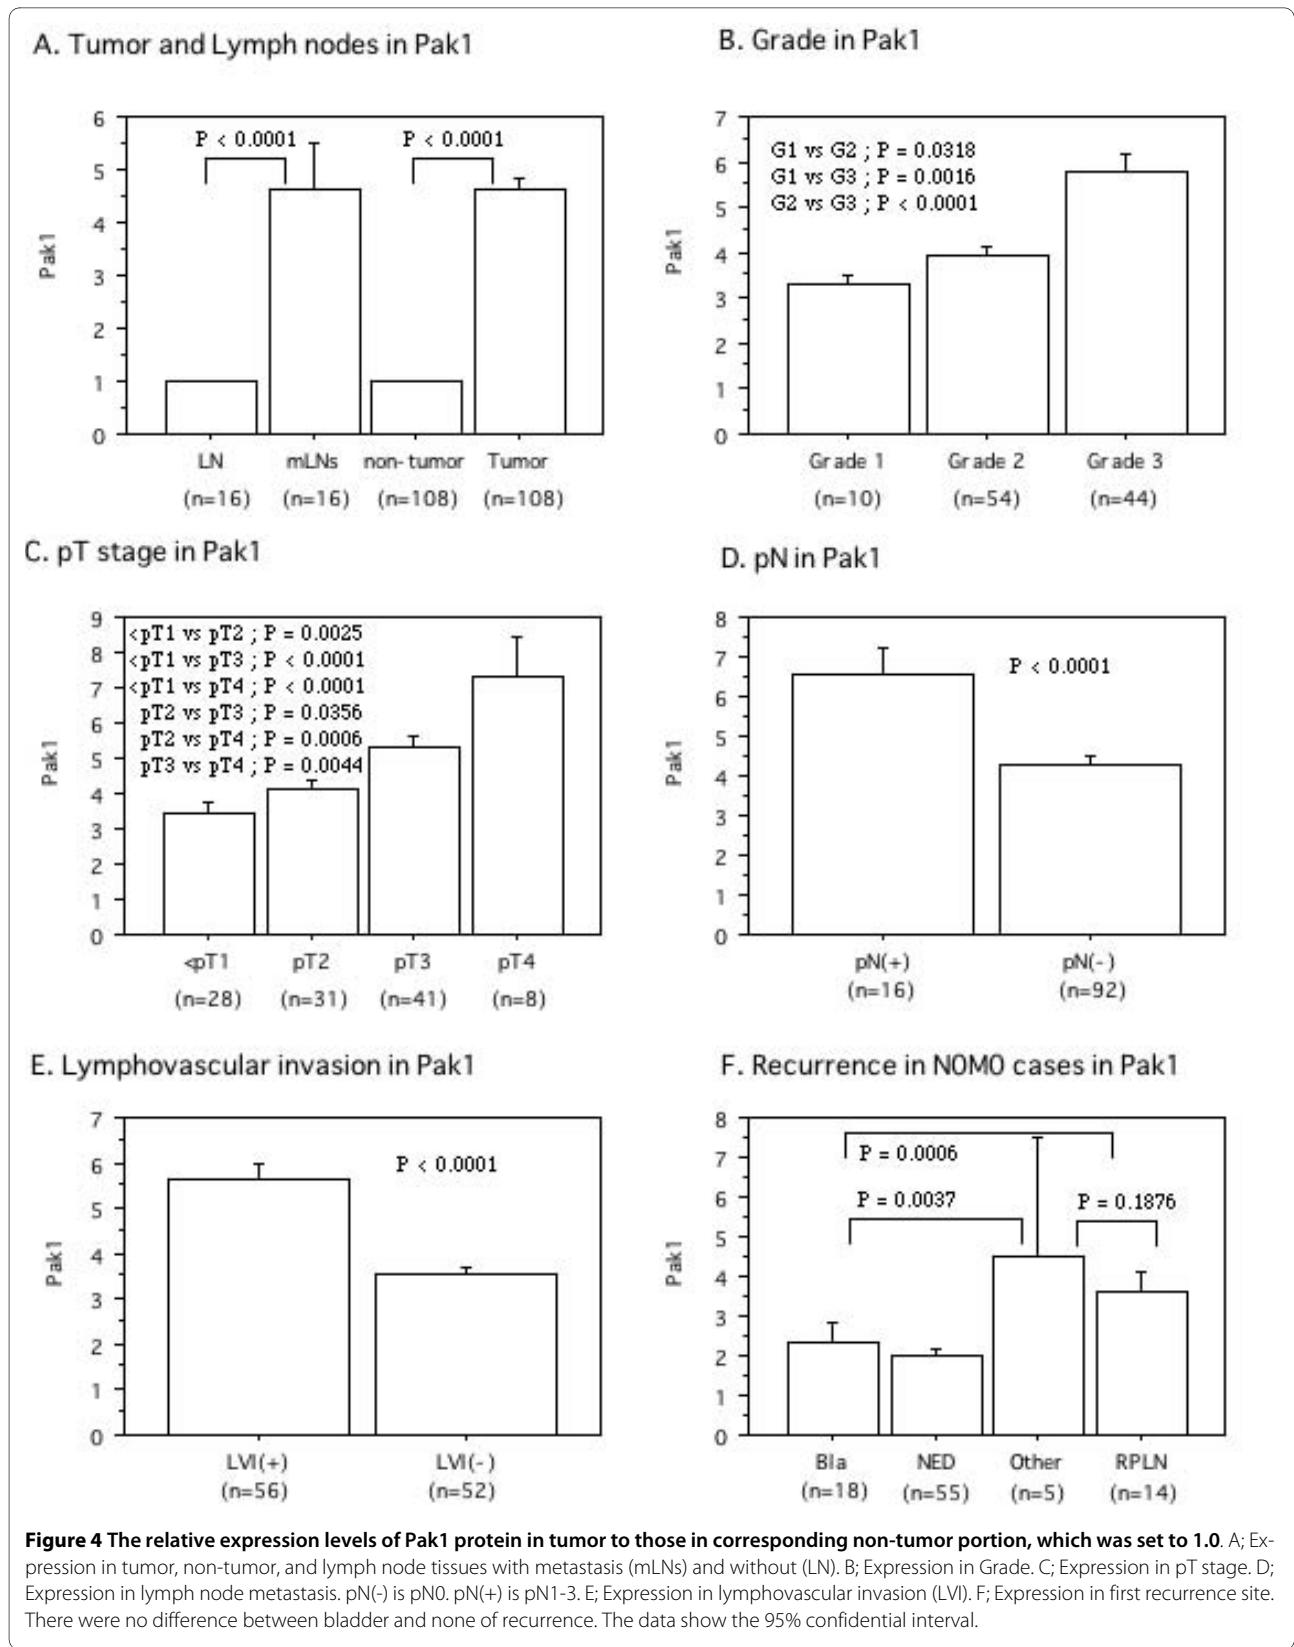 A. Tumor and Lymph nodes in Pak1
6
5
4
3
2
1
0
Pak1
P < 0.0001
P < 0.0001
LN
mLNs
non-tumor
Tumor
(n=16)
(n=16)
(n=108)
(n=108)
B. Grade in Pak1
7
6
5
4
3
2
1
0
Pak1
G1 vs G2 ; P = 0.0318
G1 vs G3 ; P = 0.0016
G2 vs G3 ; P < 0.0001
Grade 1
Grade 2
Grade 3
(n=10)
(n=54)
(n=44)
C. pT stage in Pak1
9
8
7
6
5
4
3
2
1
0
Pak1
<pT1 vs pT2 ; P = 0.0025
<pT1 vs pT3 ; P < 0.0001
<pT1 vs pT4 ; P < 0.0001
pT2 vs pT3 ; P = 0.0356
pT2 vs pT4 ; P = 0.0006
pT3 vs pT4 ; P = 0.0044
<pT1
pT2
pT3
pT4
(n=28)
(n=31)
(n=41)
(n=8)
D. pN in Pak1
8
7
6
5
4
3
2
1
0
Pak1
P < 0.0001
pN(+)
pN(-)
(n=16)
(n=92)
E. Lymphovascular invasion in Pak1
7
6
5
4
3
2
1
0
Pak1
P < 0.0001
LVI(+)
LVI(-)
(n=56)
(n=52)
F. Recurrence in N0M0 cases in Pak1
8
7
6
5
4
3
2
1
0
Pak1
P = 0.0006
P = 0.0037
P = 0.1876
Bla
NED
Other
RPLN
(n=18)
(n=55)
(n=5)
(n=14)
Figure 4 The relative expression levels of Pak1 protein in tumor to those in corresponding non-tumor portion, which was set to 1.0. A; Ex-
pression in tumor, non-tumor, and lymph node tissues with metastasis (mLNs) and without (LN). B; Expression in Grade. C; Expression in pT stage. D;
Expression in lymph node metastasis. pN(-) is pN0. pN(+) is pN1-3. E; Expression in lymphovascular invasion (LVI). F; Expression in first recurrence site.
There were no difference between bladder and none of recurrence. The data show the 95% confidential interval.